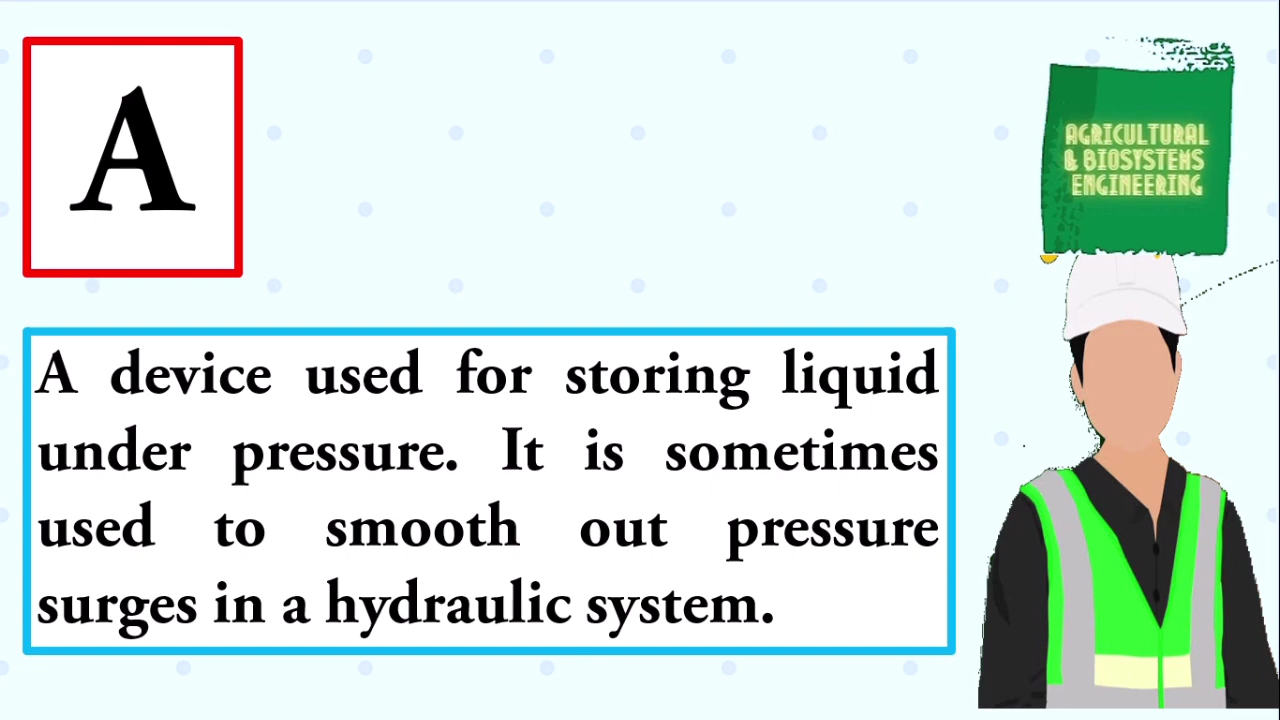 A
AGRICULTURAL
& BIOSYSTEMS
ENGINEERING
A device used for storing liquid
under pressure. It is sometimes
used to smooth out pressure
surges in a hydraulic system.